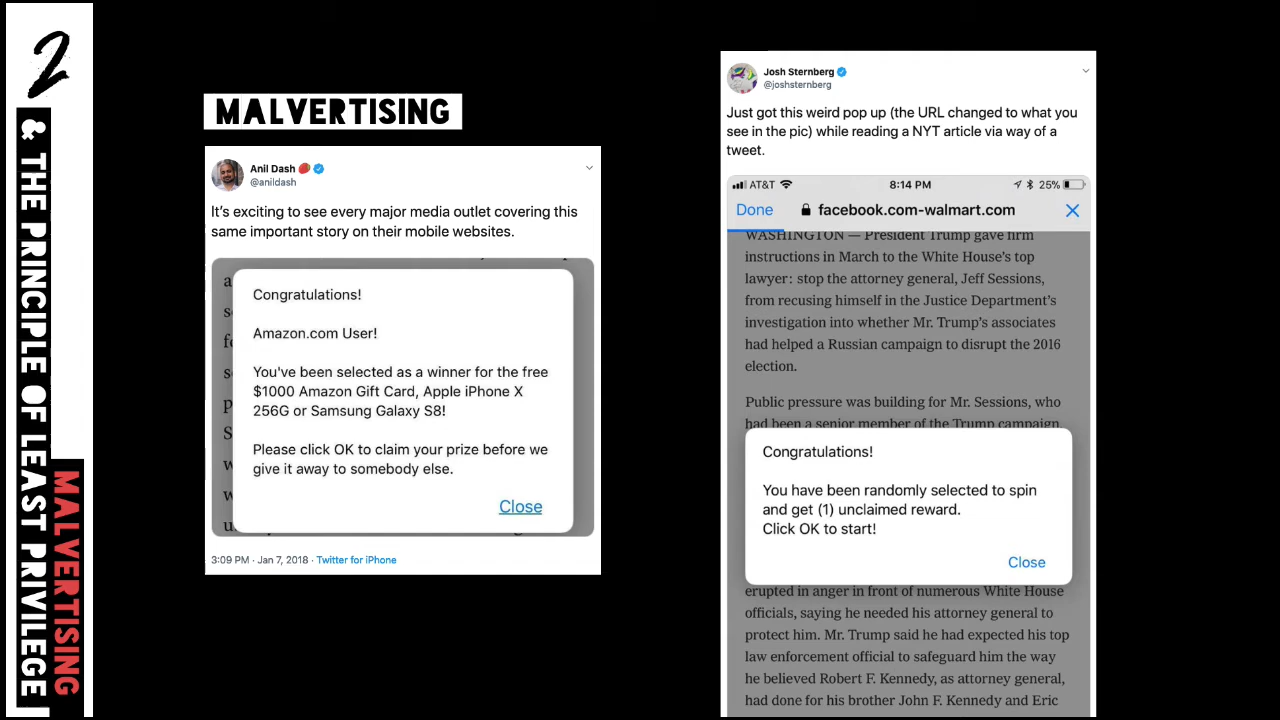 2
& THE PRINCIPLE OF LEAST PRIVILEGE
MALVERTISING
MALVERTISING
Anil Dash
@anildash
It's exciting to see every major media outlet covering this
same important story on their mobile websites.
Congratulations!
Amazon.com User!
You've been selected as a winner for the free
$1000 Amazon Gift Card, Apple iPhone X
256G or Samsung Galaxy S8!
Please click OK to claim your prize before we
give it away to somebody else.
Close
3:09 PM · Jan 7, 2018 · Twitter for iPhone
Josh Sternberg
@joshsternberg
Just got this weird pop up (the URL changed to what you
see in the pic) while reading a NYT article via way of a
tweet.
AT&T 8:14 PM 25%
Done facebook.com-walmart.com
WASHINGTON — President Trump gave firm
instructions in March to the White House's top
lawyer: stop the attorney general, Jeff Sessions,
from recusing himself in the Justice Department's
investigation into whether Mr. Trump's associates
had helped a Russian campaign to disrupt the 2016
election.
Public pressure was building for Mr. Sessions, who
had been a senior member of the Trump campaign,
Congratulations!
You have been randomly selected to spin
and get (1) unclaimed reward.
Click OK to start!
Close
erupted in anger in front of numerous White House
officials, saying he needed his attorney general to
protect him. Mr. Trump said he had expected his top
law enforcement official to safeguard him the way
he believed Robert F. Kennedy, as attorney general,
had done for his brother John F. Kennedy and Eric